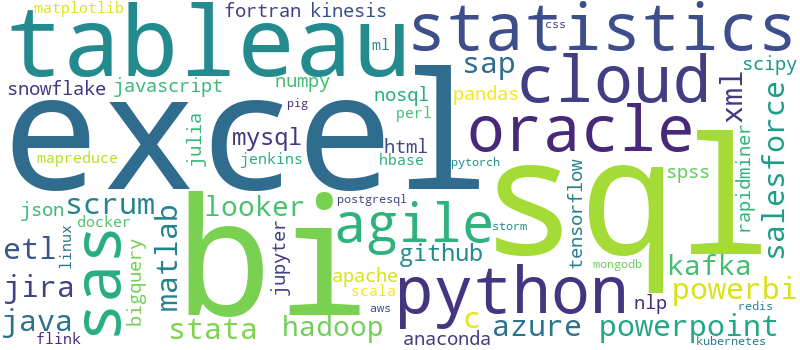 matplotlib
fortran
kinesis
css
tableau
statistics
ml
sap
cloud
scipy
snowflake
javascript
numpy
nosql
pandas
xml
excel
pig
perl
oracle
julia
mysql
html
sql
mapreduce
jenkins
hbase
pytorch
tensorflow
spss
rapidminer
salesforce
json
scrum
bi
looker
postgresql
agile
storm
docker
sas
matlab
etl
linux
bigquery
jupyter
github
mongodb
kafka
jira
apache
scala
python
nlp
powerbi
java
flink
stata
hadoop
aws
c
anaconda
azure
powerpoint
redis
kubernetes